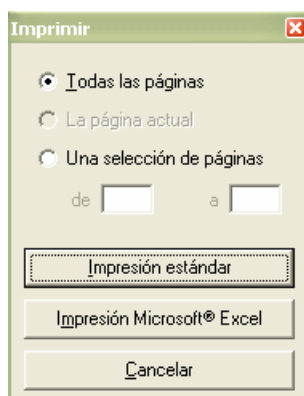 Imprimir
Todas las páginas
La página actual
Una selección de páginas
de a
Impresión estándar
Impresión Microsoft® Excel
Cancelar